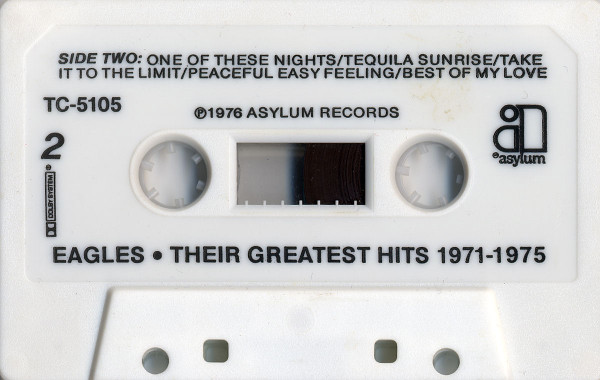 SIDE TWO: ONE OF THESE NIGHTS/TEQUILA SUNRISE/TAKE
IT TO THE LIMIT/PEACEFUL EASY FEELING/BEST OF MY LOVE
TC-5105
℗1976 ASYLUM RECORDS
asylum
2
DOLBY SYSTEM
EAGLES • THEIR GREATEST HITS 1971-1975